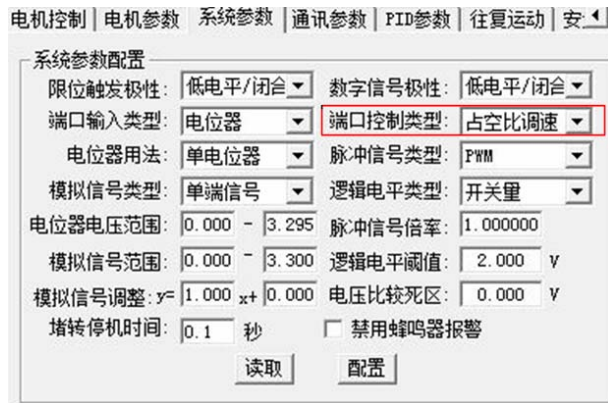 电机控制 电机参数 系统参数 通讯参数 PID参数 往复运动 安
系统参数配置
限位触发极性: 低电平/闭合 数字信号极性: 低电平/闭合
端口输入类型: 电位器 端口控制类型: 占空比调速
电位器用法: 单电位器 脉冲信号类型: PWM
模拟信号类型: 单端信号 逻辑电平类型: 开关量
电位器电压范围: 0.000 - 3.295 脉冲信号倍率: 1.000000
模拟信号范围: 0.000 - 3.300 逻辑电平阈值: 2.000 V
模拟信号调整: y= 1.000 x+ 0.000 电压比较死区: 0.000 V
堵转停机时间: 0.1 秒 禁用蜂鸣器报警
读取 配置